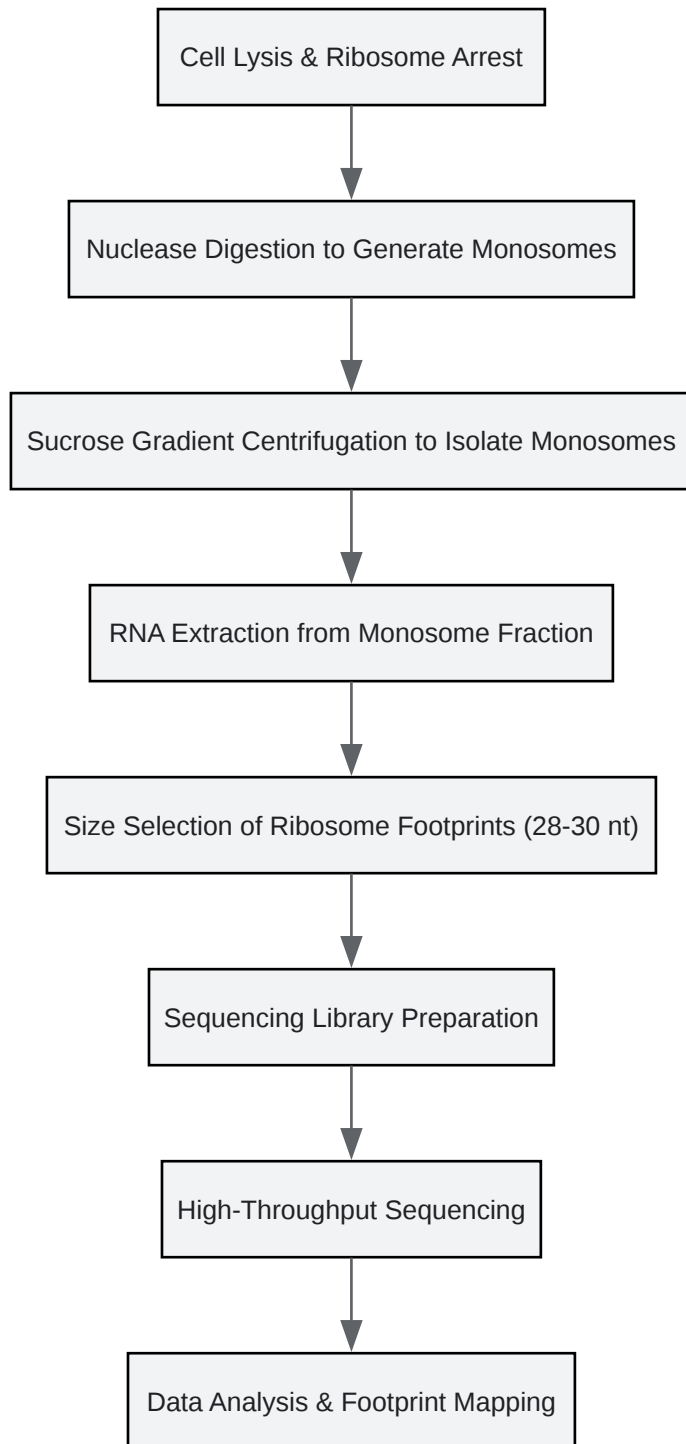 Cell Lysis & Ribosome Arrest
Nuclease Digestion to Generate Monosomes
Sucrose Gradient Centrifugation to Isolate Monosomes
RNA Extraction from Monosome Fraction
Size Selection of Ribosome Footprints (28-30 nt)
Sequencing Library Preparation
High-Throughput Sequencing
Data Analysis & Footprint Mapping